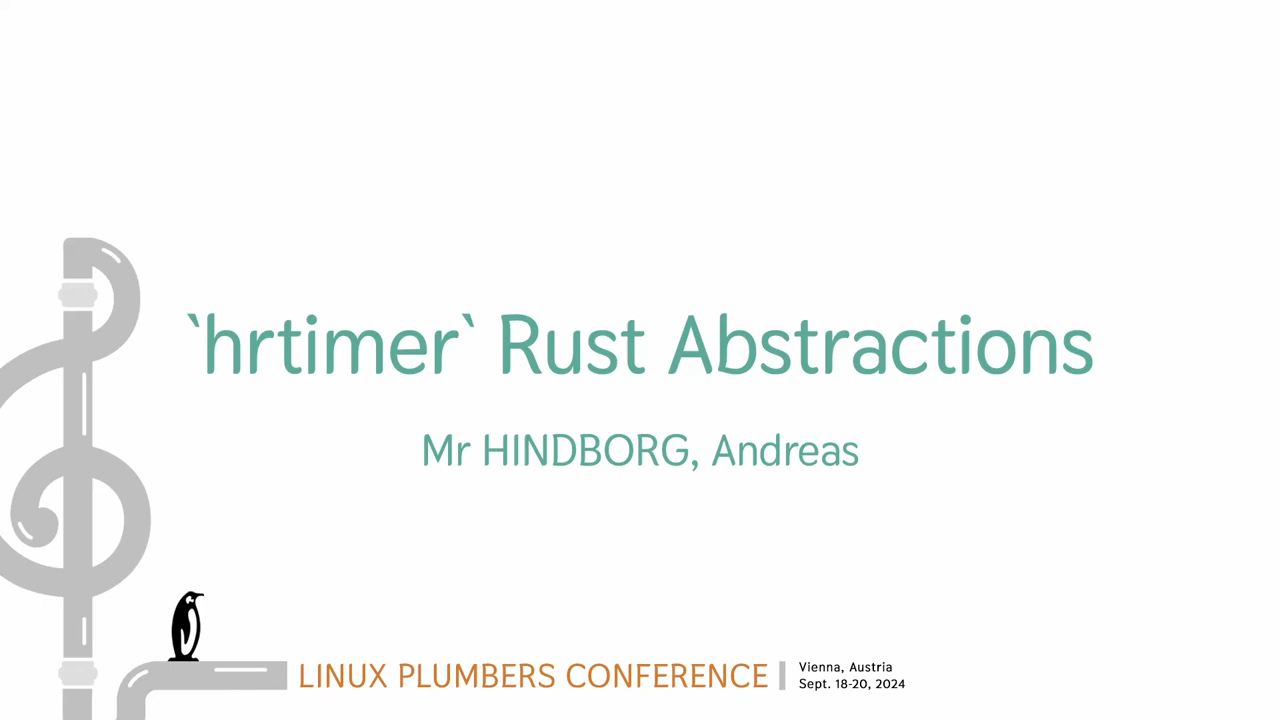 `hrtimer` Rust Abstractions
Mr HINDBORG, Andreas
LINUX PLUMBERS CONFERENCE
Vienna, Austria
Sept. 18-20, 2024